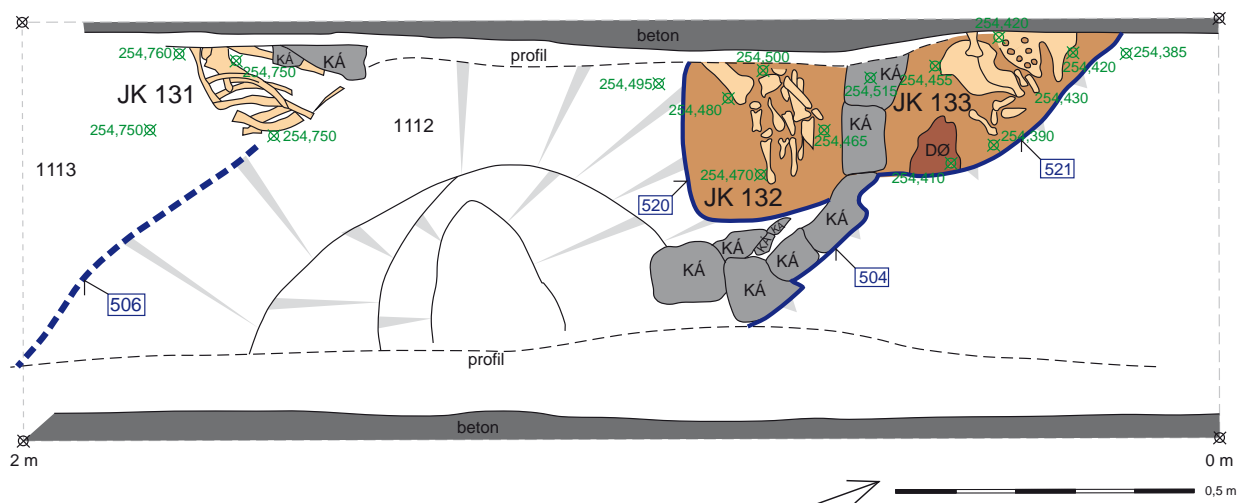 beton
profil
254,420
254,760
254,750
KÁ
KÁ
254,500
254,495
254,455
254,420
254,385
JK 131
254,480
254,515
KÁ
JK 133
254,430
254,750
254,750
1112
254,465
KÁ
DØ
254,390
1113
254,470
254,410
521
JK 132
520
KÁ
KÁ
KÁ
KÁ
KÁ
KÁ
504
KÁ
506
profil
beton
2 m
0 m
0,5 m